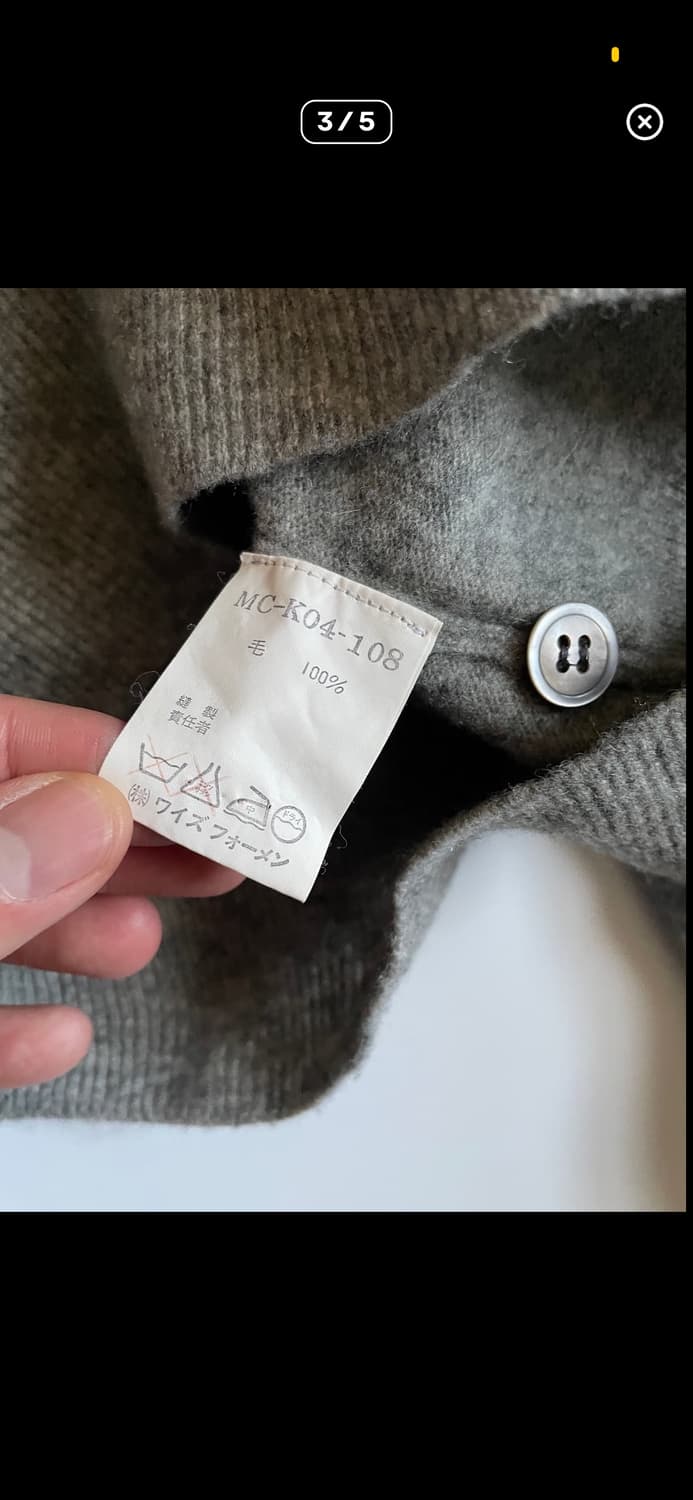 3/5
MC-K04-108
毛
100%
縫製
責任者
中 ドライ
㈱ワイズフォーメン